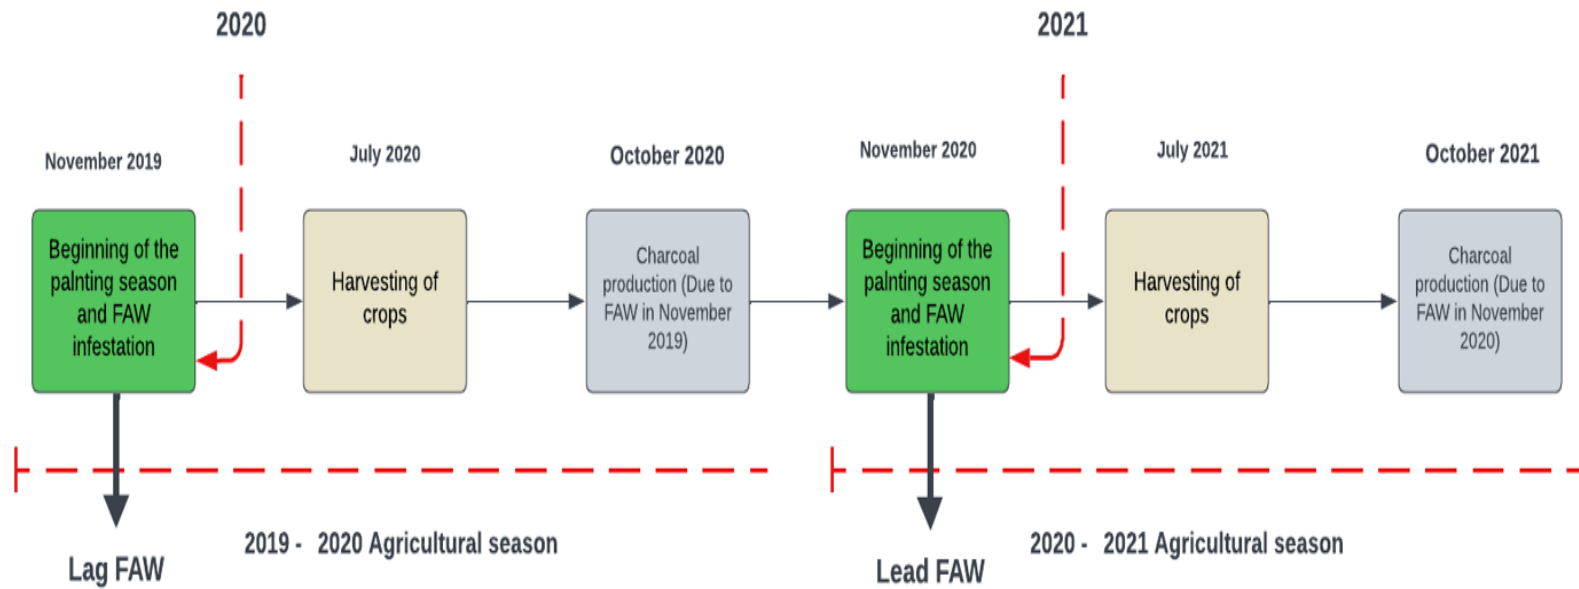 2020
2021
November 2019
July 2020
October 2020
November 2020
July 2021
October 2021
Beginning of the
palnting season
and FAW
infestation
Harvesting of
crops
Charcoal
production (Due to
FAW in November
2019)
Beginning of the
palnting season
and FAW
infestation
Harvesting of
crops
Charcoal
production (Due to
FAW in November
2020)
2019 - 2020 Agricultural season
2020 - 2021 Agricultural season
Lag FAW
Lead FAW